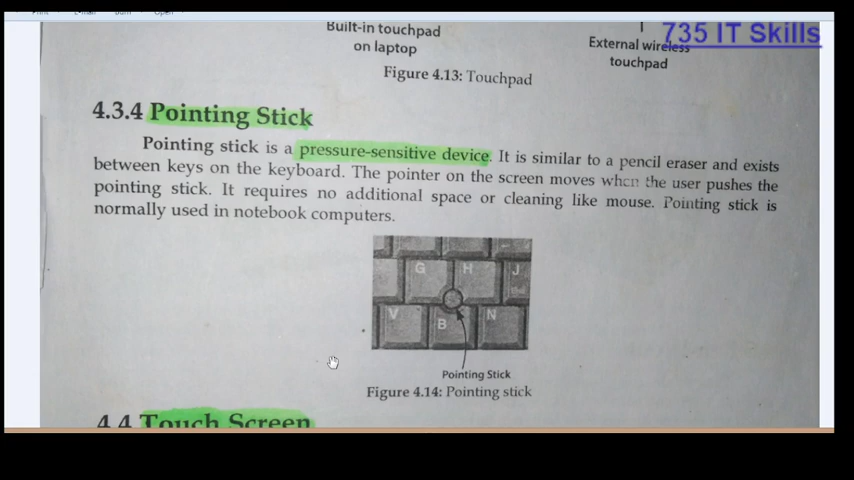 Built-in touchpad
on laptop
External wireless
touchpad
735 IT Skills
Figure 4.13: Touchpad
4.3.4 Pointing Stick
Pointing stick is a pressure-sensitive device. It is similar to a pencil eraser and exists
between keys on the keyboard. The pointer on the screen moves when the user pushes the
pointing stick. It requires no additional space or cleaning like mouse. Pointing stick is
normally used in notebook computers.
G H J
V B N
Pointing Stick
Figure 4.14: Pointing stick
4.4 Touch Screen